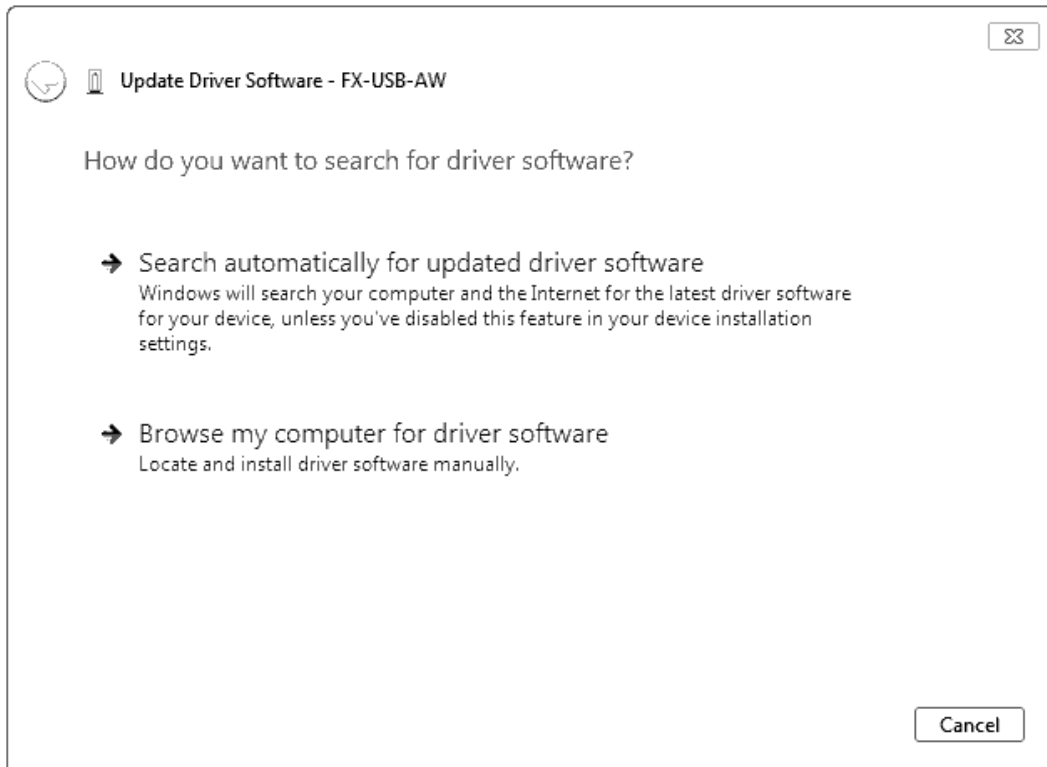 Update Driver Software - FX-USB-AW
How do you want to search for driver software?
Search automatically for updated driver software
Windows will search your computer and the Internet for the latest driver software
for your device, unless you've disabled this feature in your device installation
settings.
Browse my computer for driver software
Locate and install driver software manually.
Cancel